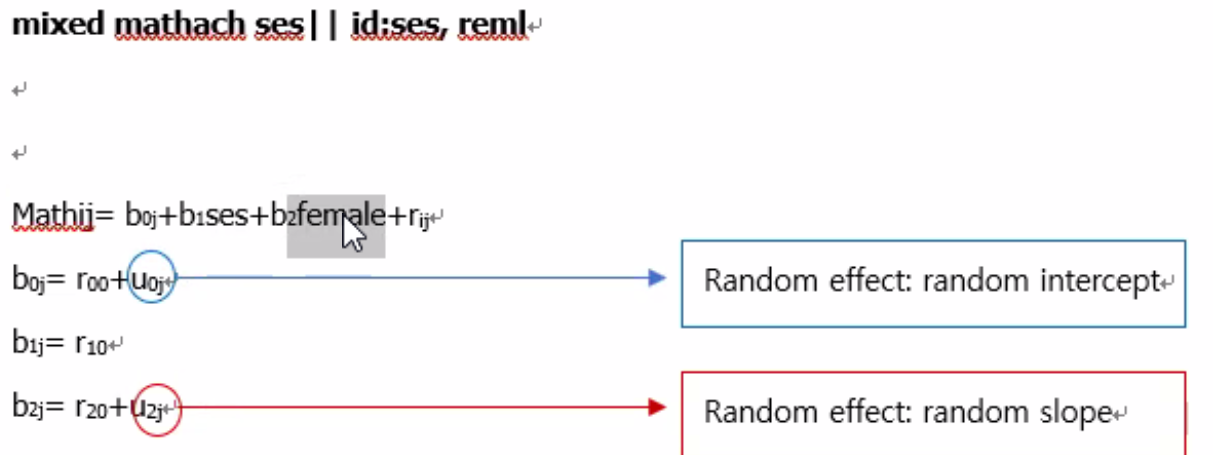 mixed mathach ses|| id:ses, reml
Mathij= b0j+b1ses+b2female+rij
b0j= r00+u0j
Random effect: random intercept
b1j= r10
b2j= r20+u2j
Random effect: random slope